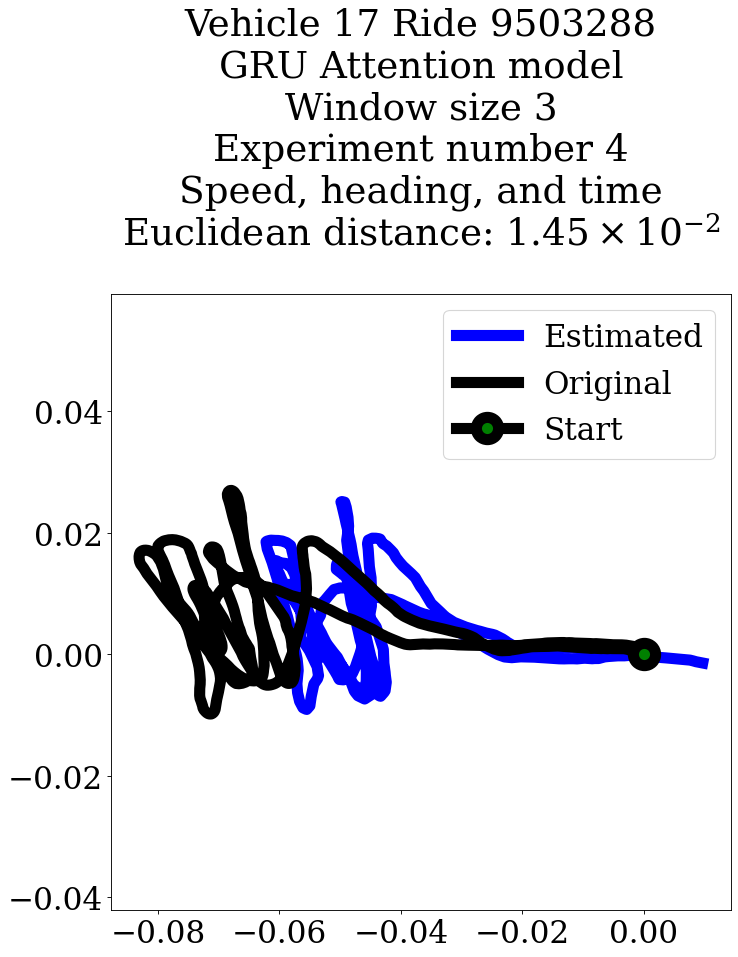 Vehicle 17 Ride 9503288
GRU Attention model
Window size 3
Experiment number 4
Speed, heading, and time
Euclidean distance: 1.45 × 10⁻²
Estimated
Original
Start
0.04
0.02
0.00
−0.02
−0.04
−0.08 −0.06 −0.04 −0.02 0.00